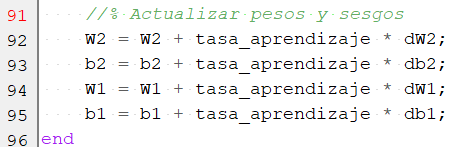 91 //% Actualizar pesos y sesgos
92 W2 = W2 + tasa_aprendizaje * dW2;
93 b2 = b2 + tasa_aprendizaje * db2;
94 W1 = W1 + tasa_aprendizaje * dW1;
95 b1 = b1 + tasa_aprendizaje * db1;
96 end